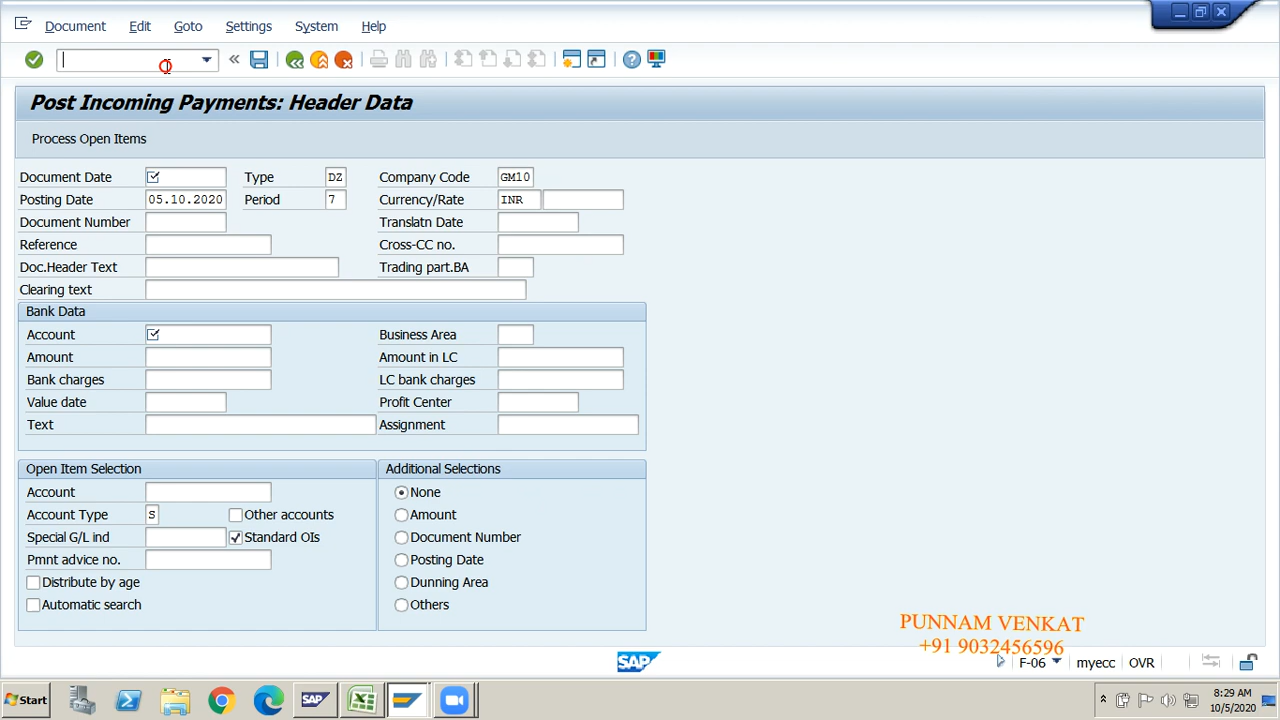 Document Edit Goto Settings System Help
Post Incoming Payments: Header Data
Process Open Items
Document Date Type DZ Company Code GM10
Posting Date 05.10.2020 Period 7 Currency/Rate INR
Document Number Translatn Date
Reference Cross-CC no.
Doc.Header Text Trading part.BA
Clearing text
Bank Data
Account Business Area
Amount Amount in LC
Bank charges LC bank charges
Value date Profit Center
Text Assignment
Open Item Selection Additional Selections
Account None
Account Type S Other accounts Amount
Special G/L ind Standard OIs Document Number
Pmnt advice no. Posting Date
Distribute by age Dunning Area
Automatic search Others
PUNNAM VENKAT
+91 9032456596
SAP F-06 myecc OVR
Start SAP 8:29 AM
10/5/2020